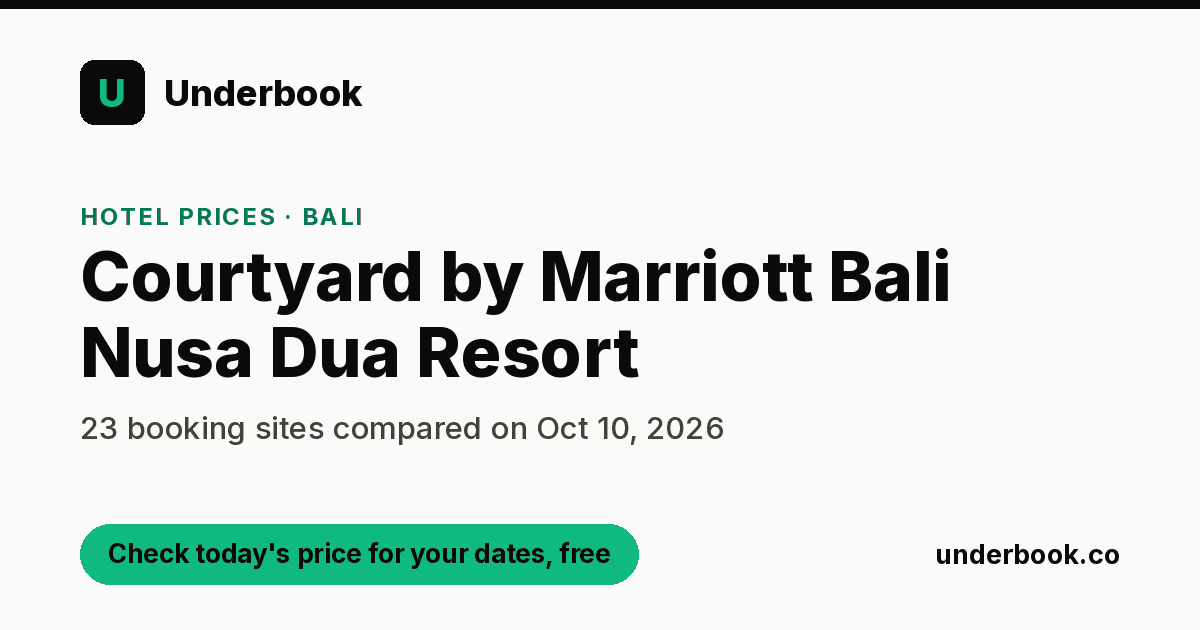 U Underbook
HOTEL PRICES · BALI
Courtyard by Marriott Bali
Nusa Dua Resort
23 booking sites compared on Oct 10, 2026
Check today's price for your dates, free
underbook.co